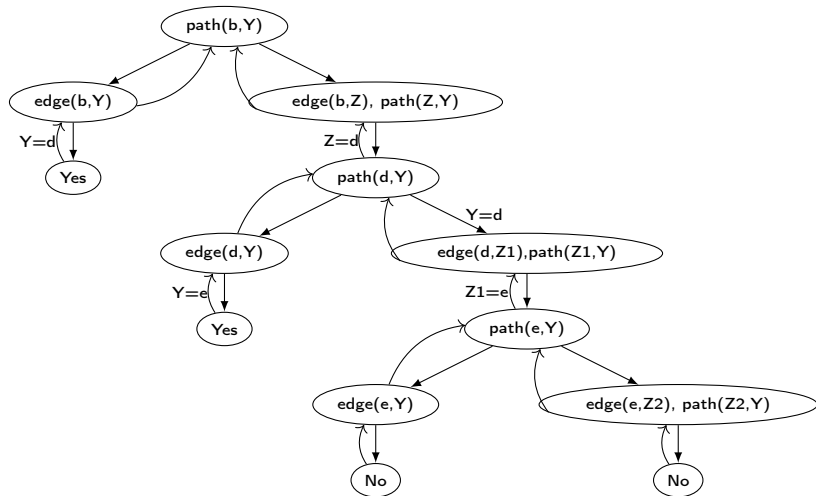 path(b,Y)
edge(b,Y)
edge(b,Z), path(Z,Y)
Y=d
Z=d
Yes
path(d,Y)
Y=d
edge(d,Y)
edge(d,Z1),path(Z1,Y)
Y=e
Z1=e
Yes
path(e,Y)
edge(e,Y)
edge(e,Z2), path(Z2,Y)
No
No